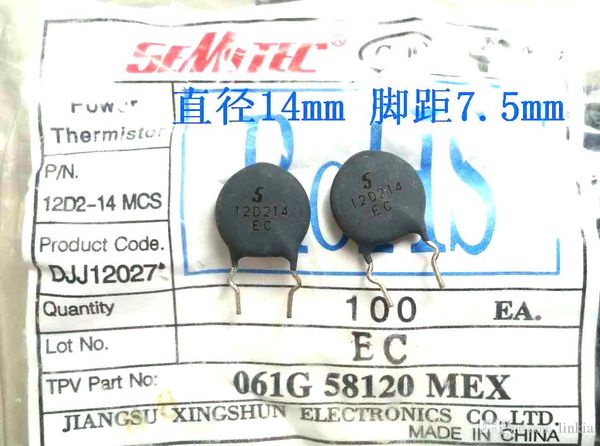 SEMITEC®
Power
Thermistor
直径14mm 脚距7.5mm
RoHS
P/N.
12D2-14 MCS
Product Code.
DJJ12027
S
12D214
EC
S
12D214
EC
Quantity 100 EA.
Lot No. EC
TPV Part No: 061G 58120 MEX
JIANGSU XINGSHUN ELECTRONICS CO.,LTD.
MADE IN CHINA